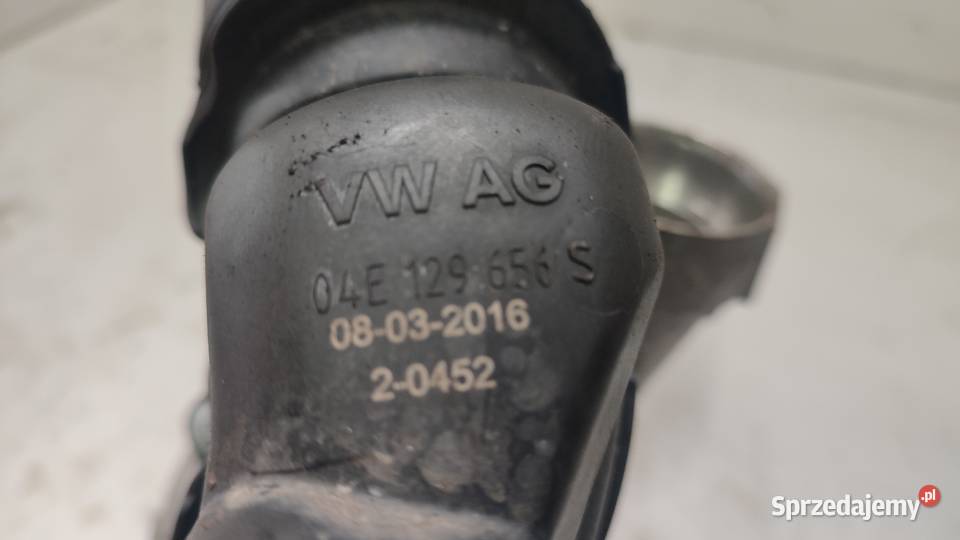 VW AG
04E 129 656 S
08-03-2016
2-0452
Sprzedajemy.pl